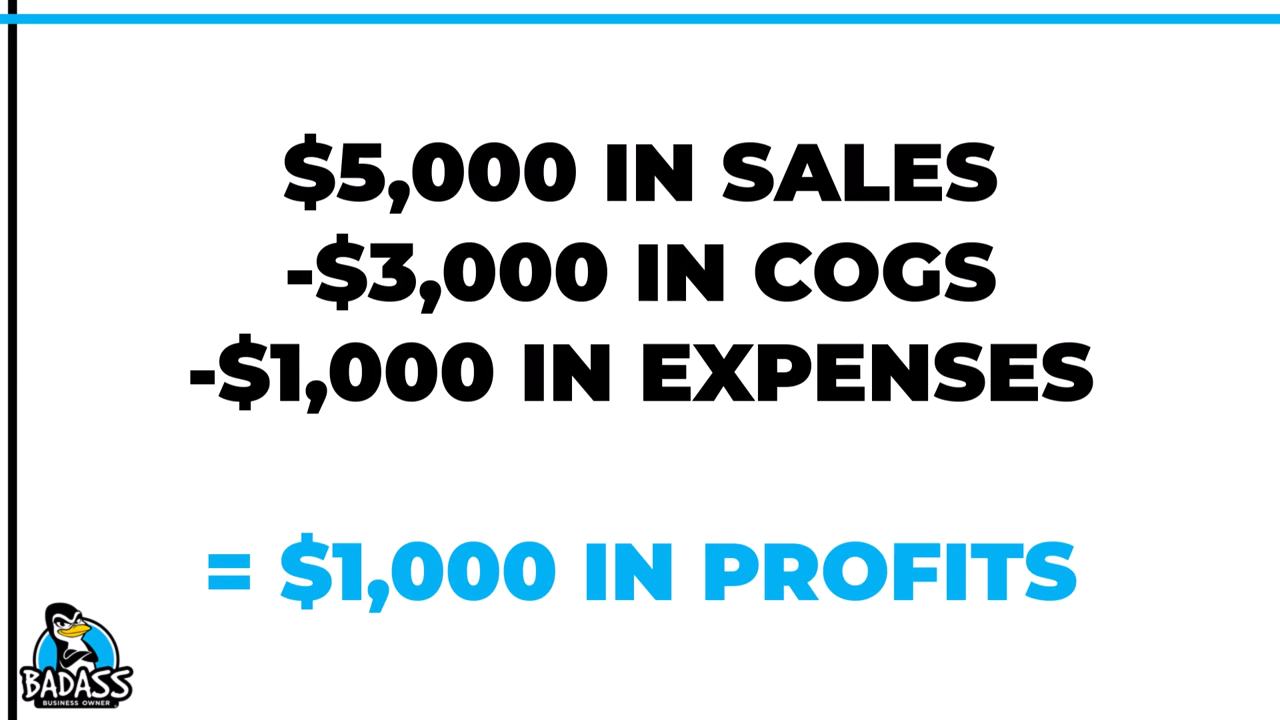 $5,000 IN SALES
-$3,000 IN COGS
-$1,000 IN EXPENSES
= $1,000 IN PROFITS
BADASS
BUSINESS OWNER